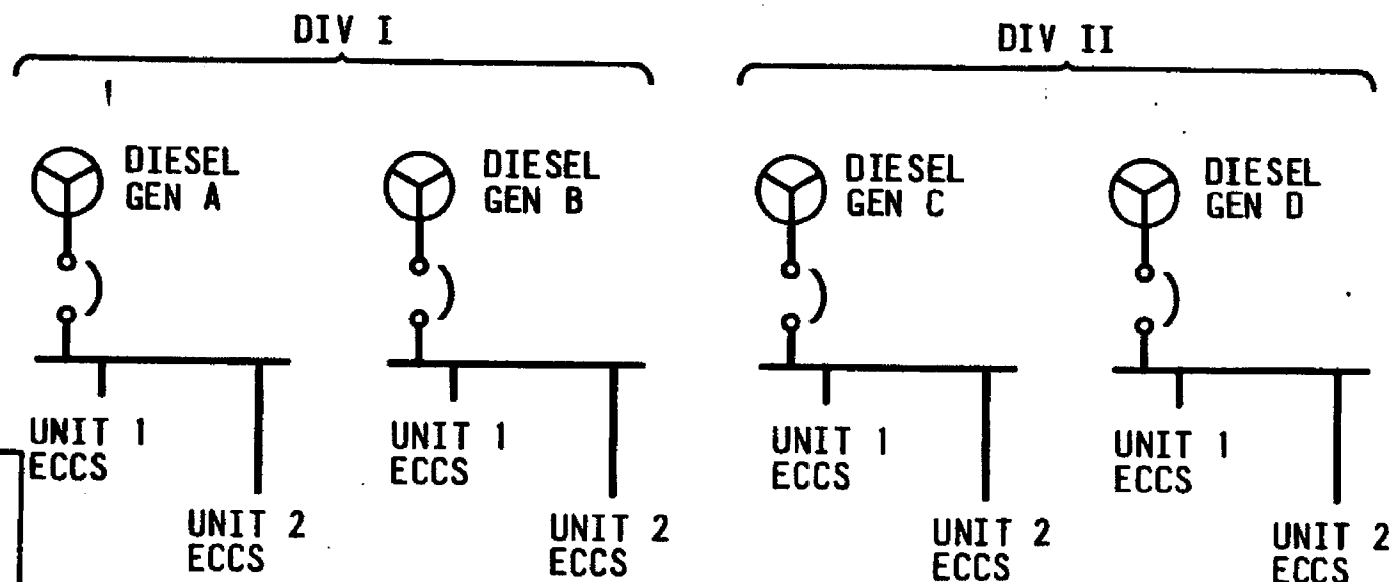 DIV I
DIV II
DIESEL
GEN A
DIESEL
GEN B
DIESEL
GEN C
DIESEL
GEN D
UNIT 1
ECCS
UNIT 2
ECCS
UNIT 1
ECCS
UNIT 2
ECCS
UNIT 1
ECCS
UNIT 2
ECCS
UNIT 1
ECCS
UNIT 2
ECCS